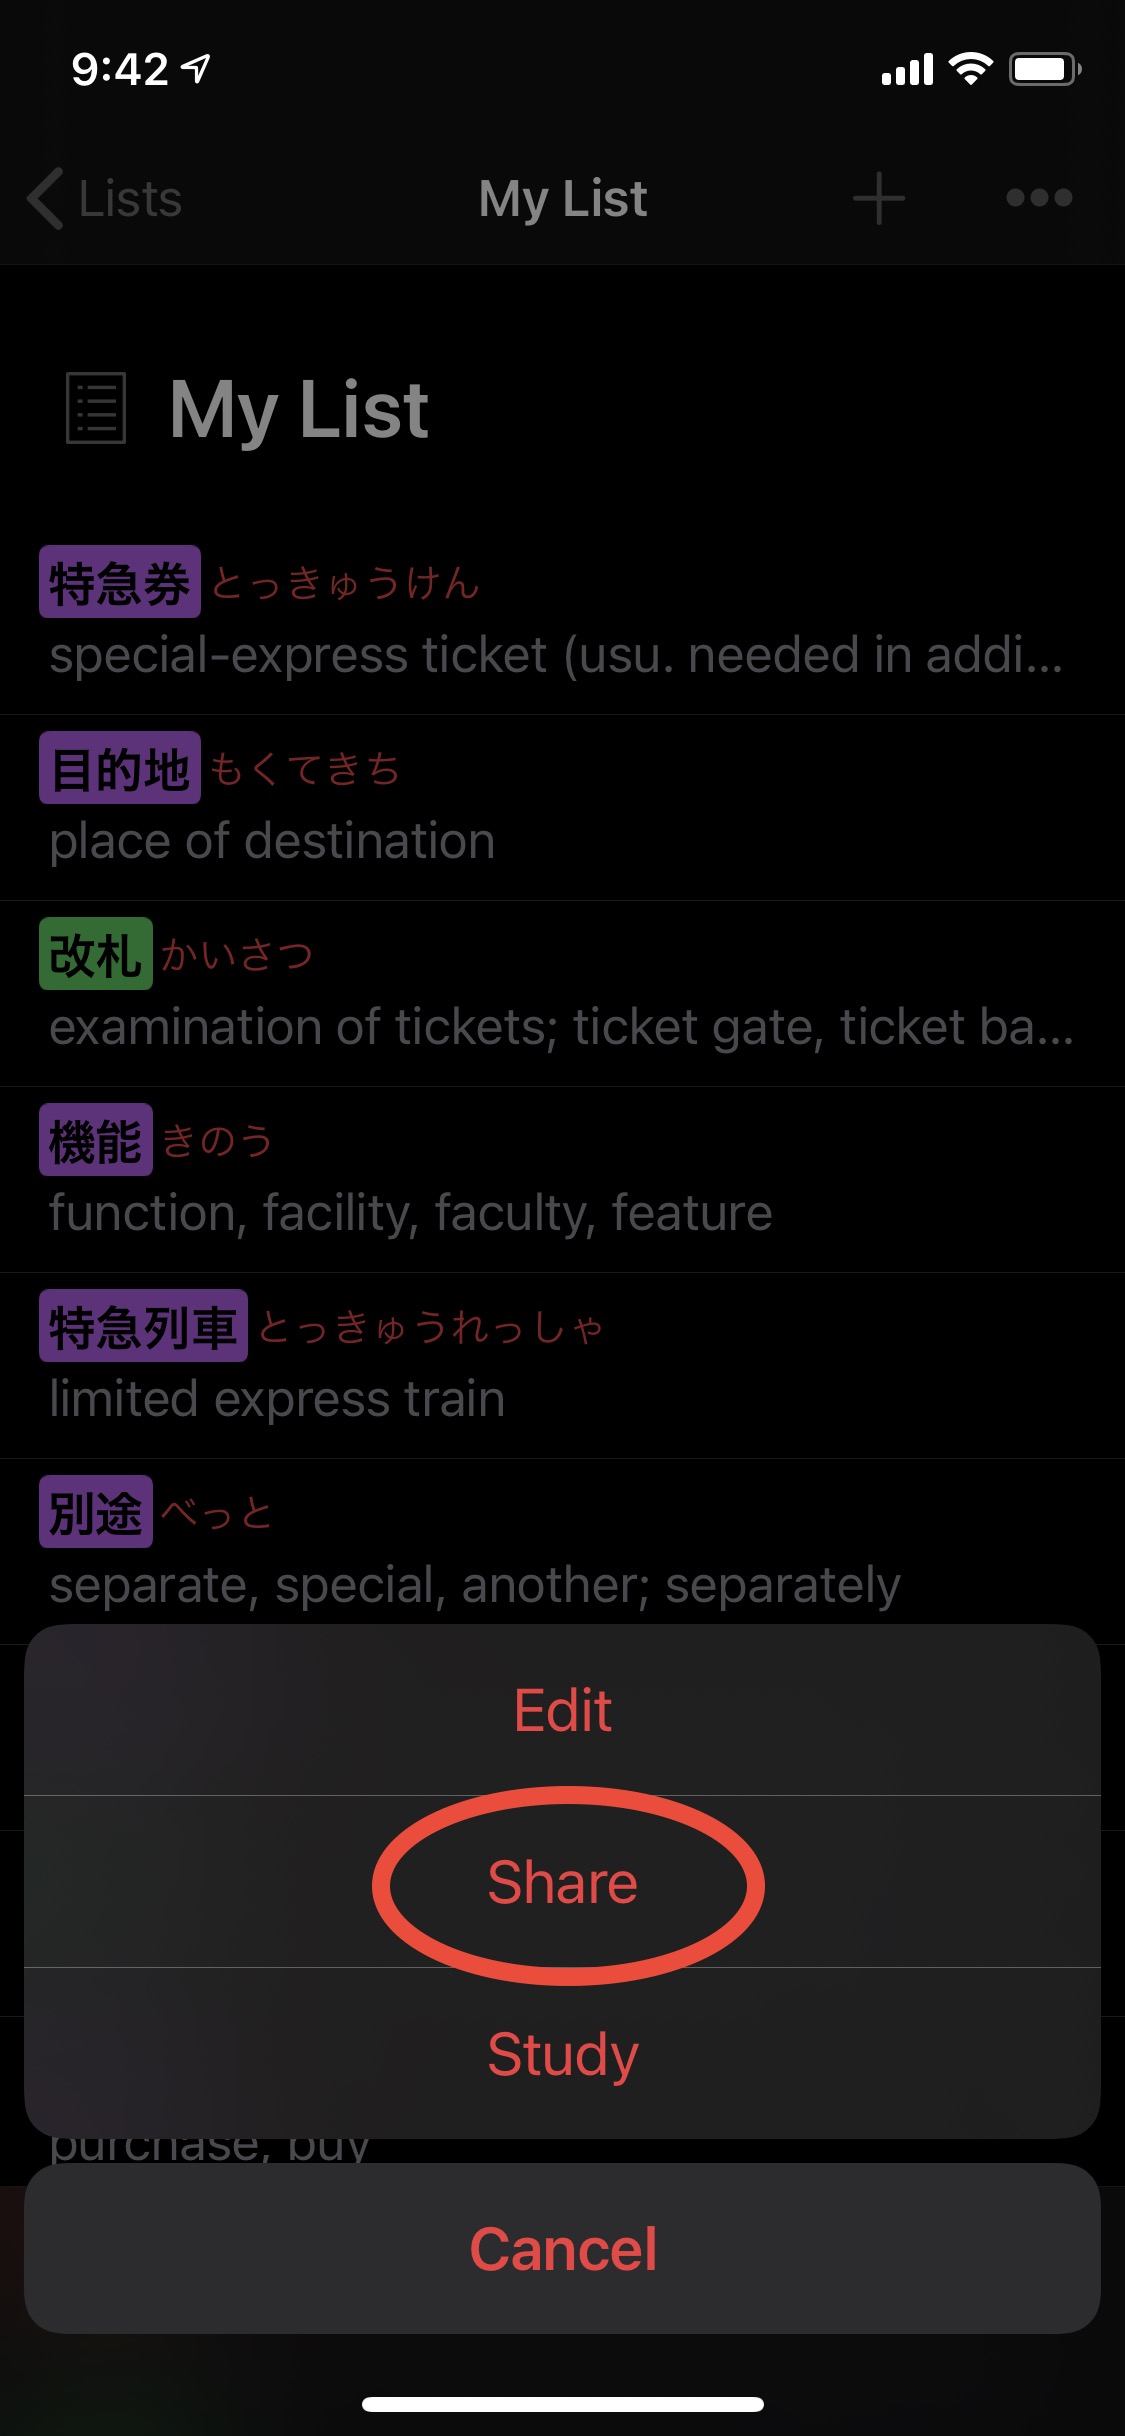 9:42
Lists
My List
My List
特急券 とっきゅうけん
special-express ticket (usu. needed in addi...
目的地 もくてきち
place of destination
改札 かいさつ
examination of tickets; ticket gate, ticket ba...
機能 きのう
function, facility, faculty, feature
特急列車 とっきゅうれっしゃ
limited express train
別途 べっと
separate, special, another; separately
Edit
Share
Study
purchase, buy
Cancel